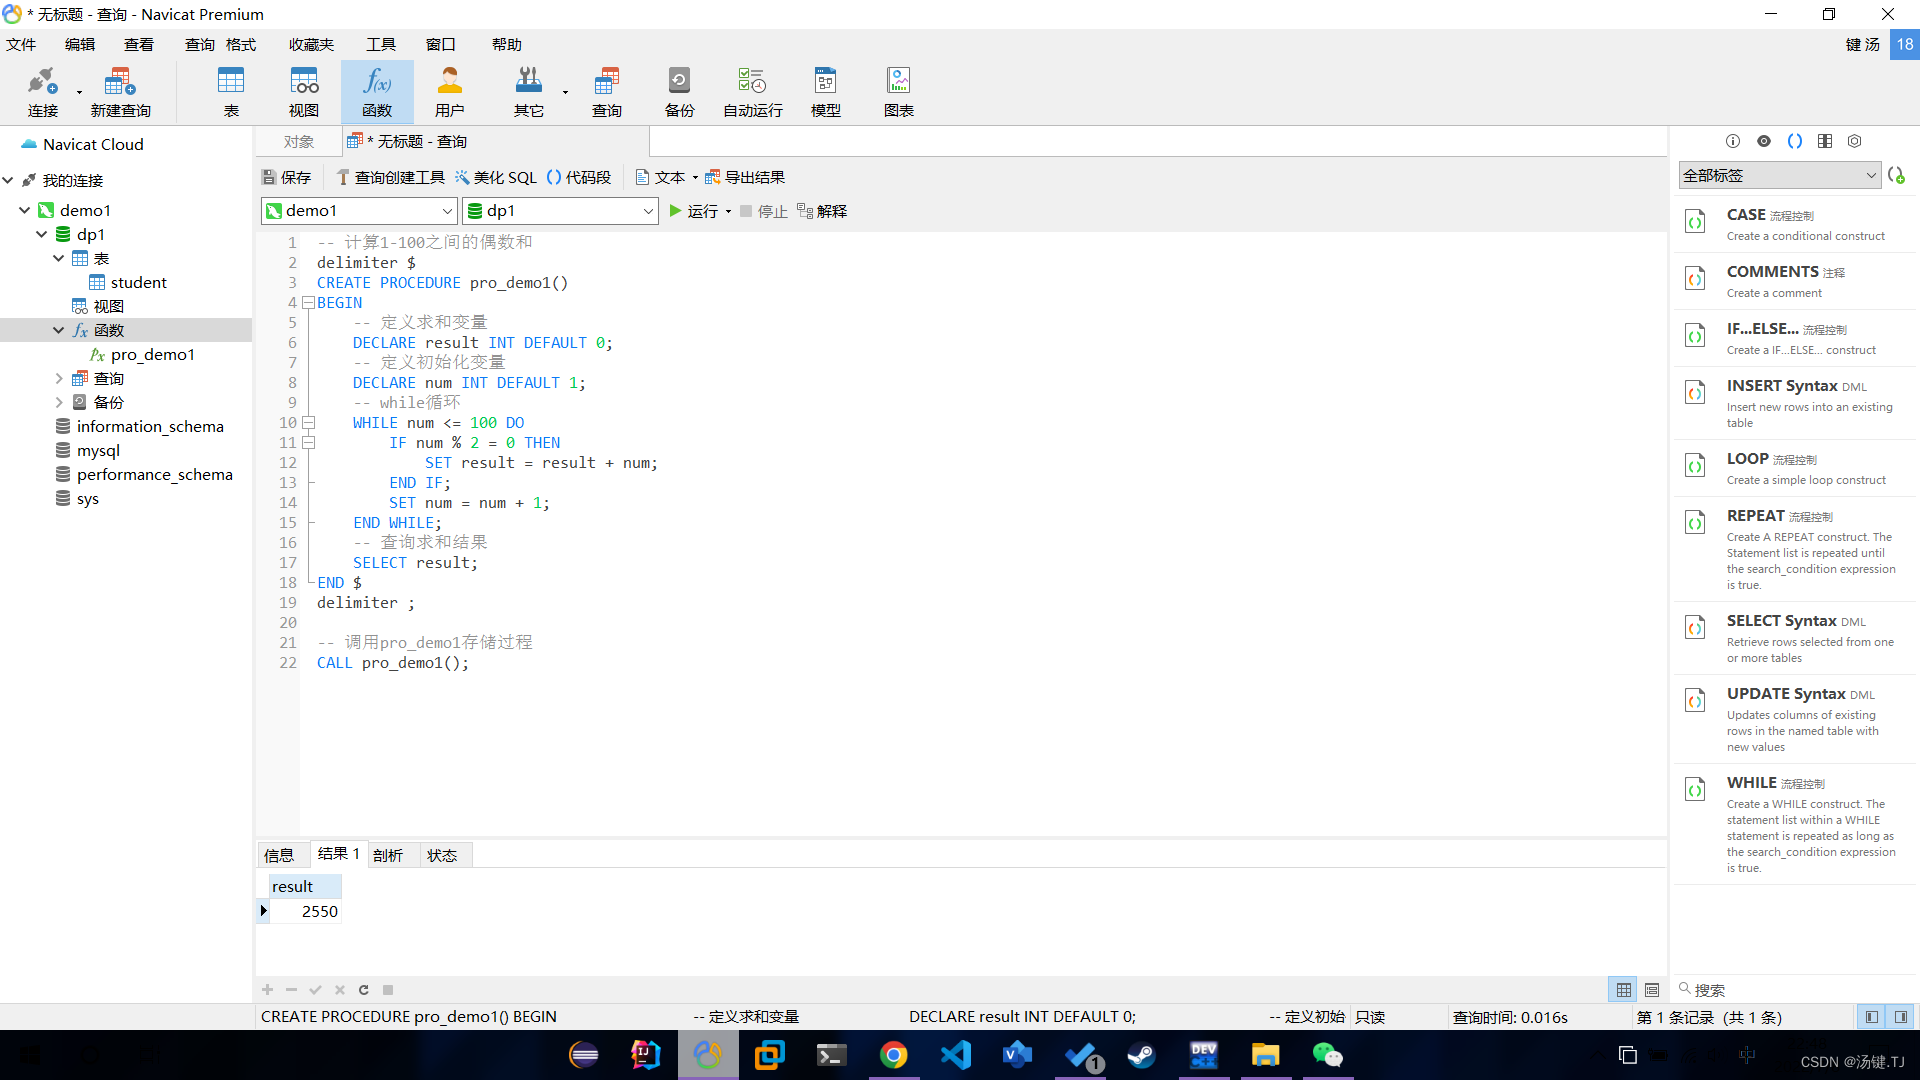 * 无标题 - 查询 - Navicat Premium
文件 编辑 查看 查询 格式 收藏夹 工具 窗口 帮助 键 汤 18
连接 新建查询 表 视图 函数 用户 其它 查询 备份 自动运行 模型 图表
Navicat Cloud
我的连接
demo1
dp1
表
student
视图
函数
pro_demo1
查询
备份
information_schema
mysql
performance_schema
sys
对象 * 无标题 - 查询
保存 查询创建工具 美化 SQL 代码段 文本 导出结果
demo1 dp1 运行 停止 解释
1 -- 计算1-100之间的偶数和
2 delimiter $
3 CREATE PROCEDURE pro_demo1()
4 BEGIN
5 -- 定义求和变量
6 DECLARE result INT DEFAULT 0;
7 -- 定义初始化变量
8 DECLARE num INT DEFAULT 1;
9 -- while循环
10 WHILE num <= 100 DO
11 IF num % 2 = 0 THEN
12 SET result = result + num;
13 END IF;
14 SET num = num + 1;
15 END WHILE;
16 -- 查询求和结果
17 SELECT result;
18 END $
19 delimiter ;
20
21 -- 调用pro_demo1存储过程
22 CALL pro_demo1();
信息 结果 1 剖析 状态
result
2550
CREATE PROCEDURE pro_demo1() BEGIN -- 定义求和变量 DECLARE result INT DEFAULT 0; -- 定义初始 只读 查询时间: 0.016s 第 1 条记录 (共 1 条)
全部标签
CASE 流程控制
Create a conditional construct
COMMENTS 注释
Create a comment
IF...ELSE... 流程控制
Create a IF...ELSE... construct
INSERT Syntax DML
Insert new rows into an existing
table
LOOP 流程控制
Create a simple loop construct
REPEAT 流程控制
Create A REPEAT construct. The
Statement list is repeated until
the search_condition expression
is true.
SELECT Syntax DML
Retrieve rows selected from one
or more tables
UPDATE Syntax DML
Updates columns of existing
rows in the named table with
new values
WHILE 流程控制
Create a WHILE construct. The
statement list within a WHILE
statement is repeated as long as
the search_condition expression
is true.
搜索
IJ 1 DEV C++ 中
CSDN @汤键.TJ